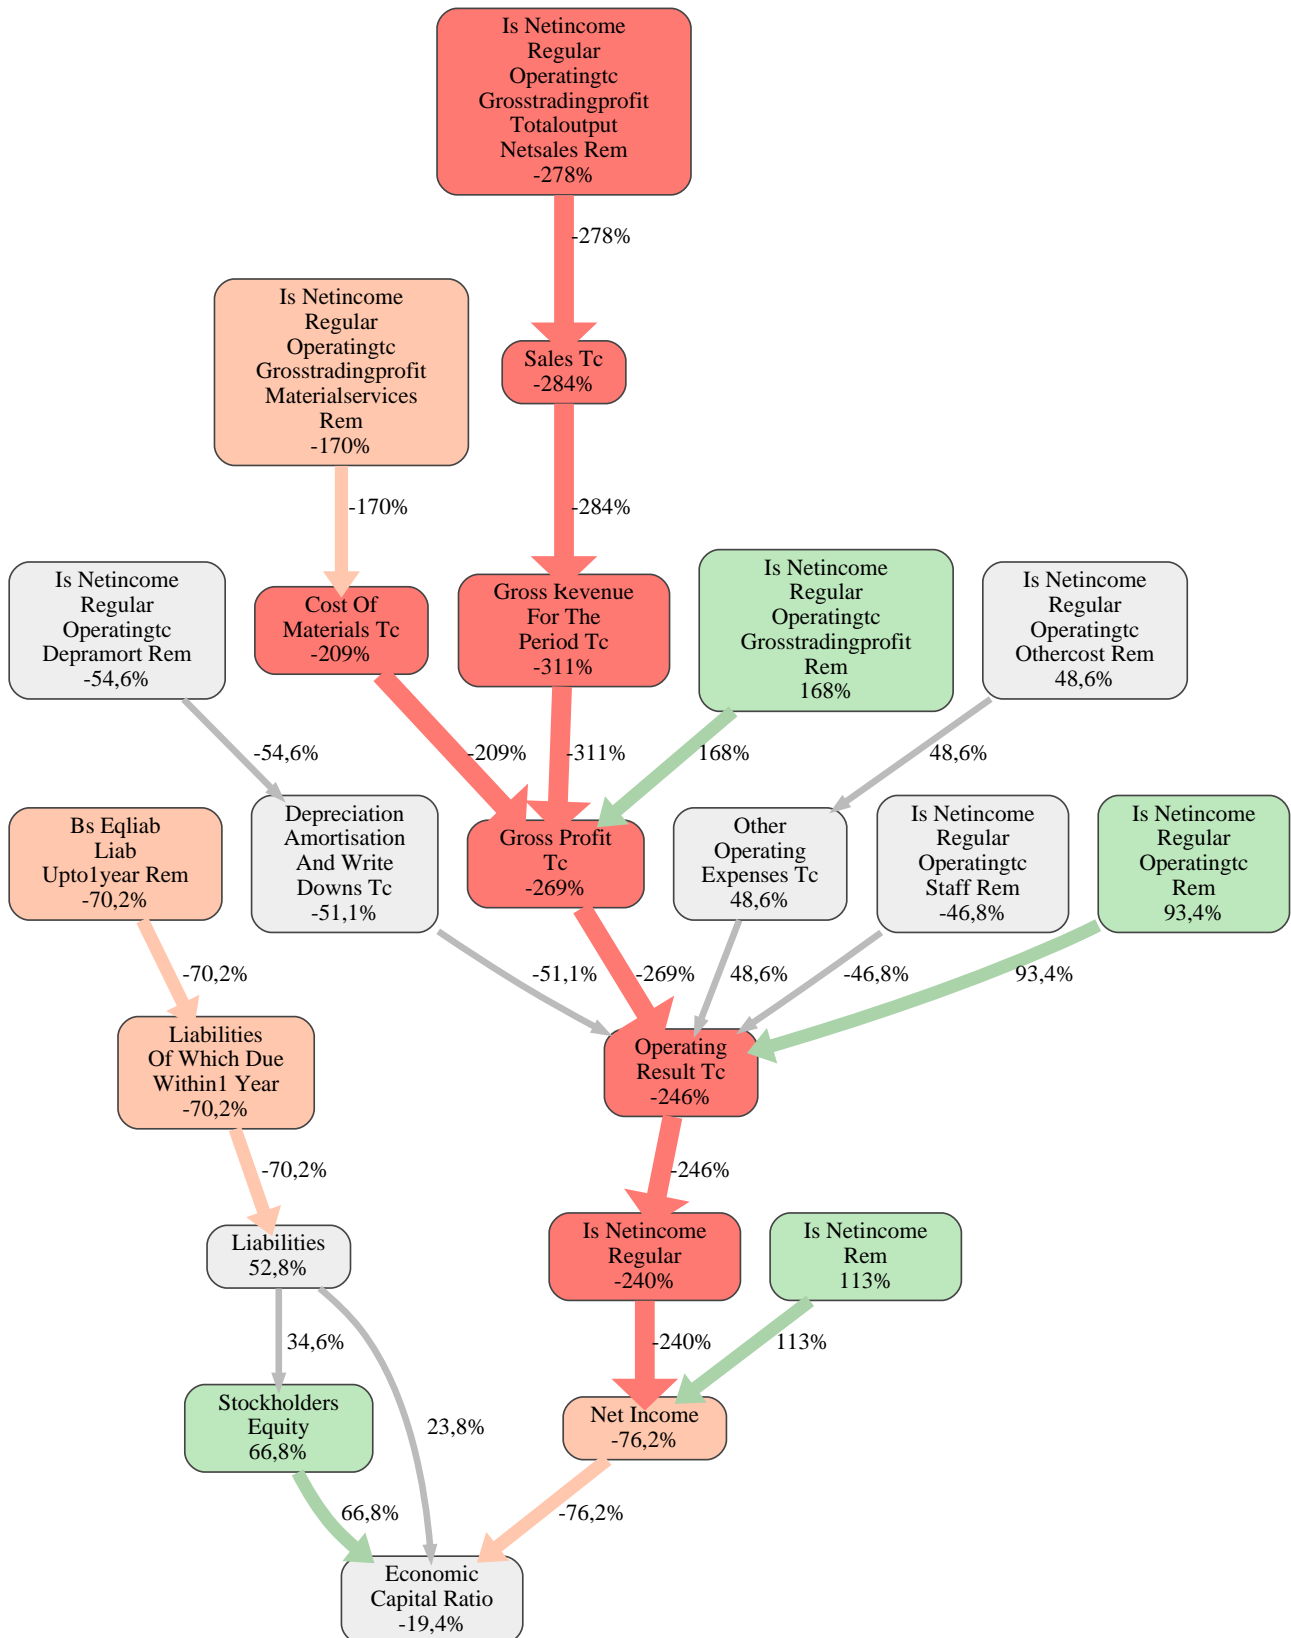 Is Netincome
Regular
Operatingtc
Grosstradingprofit
Totaloutput
Netsales Rem
-278%
-278%
Is Netincome
Regular
Operatingtc
Grosstradingprofit
Materialservices
Rem
-170%
Sales Tc
-284%
-170%
-284%
Is Netincome
Regular
Operatingtc
Depramort Rem
-54,6%
Cost Of
Materials Tc
-209%
Gross Revenue
For The
Period Tc
-311%
Is Netincome
Regular
Operatingtc
Grosstradingprofit
Rem
168%
Is Netincome
Regular
Operatingtc
Othercost Rem
48,6%
-54,6%
-209%
-311%
168%
48,6%
Bs Eqliab
Liab
Upto1year Rem
-70,2%
Depreciation
Amortisation
And Write
Downs Tc
-51,1%
Gross Profit
Tc
-269%
Other
Operating
Expenses Tc
48,6%
Is Netincome
Regular
Operatingtc
Staff Rem
-46,8%
Is Netincome
Regular
Operatingtc
Rem
93,4%
-70,2%
-51,1%
-269%
48,6%
-46,8%
93,4%
Liabilities
Of Which Due
Within1 Year
-70,2%
Operating
Result Tc
-246%
-70,2%
-246%
Liabilities
52,8%
Is Netincome
Regular
-240%
Is Netincome
Rem
113%
34,6%
-240%
113%
Stockholders
Equity
66,8%
23,8%
Net Income
-76,2%
66,8%
-76,2%
Economic
Capital Ratio
-19,4%